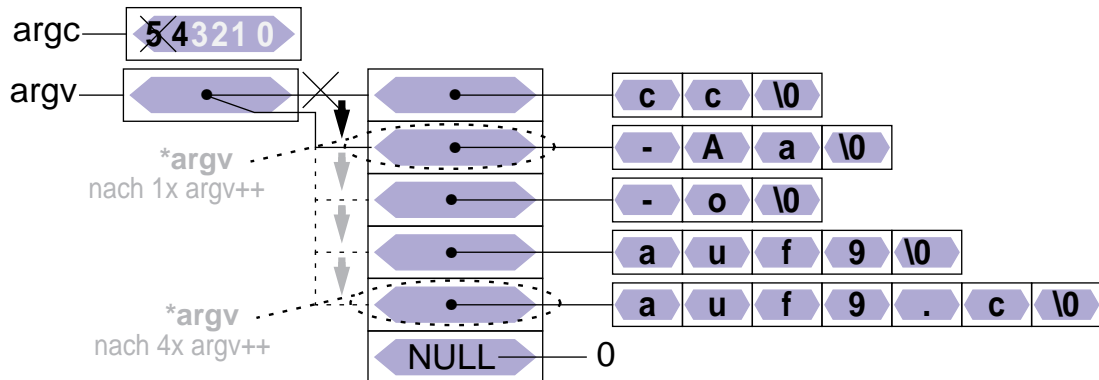 argc 5 4 3 2 1 0
argv c c \0
*argv - A a \0
nach 1x argv++
- o \0
a u f 9 \0
*argv a u f 9 . c \0
nach 4x argv++
NULL 0